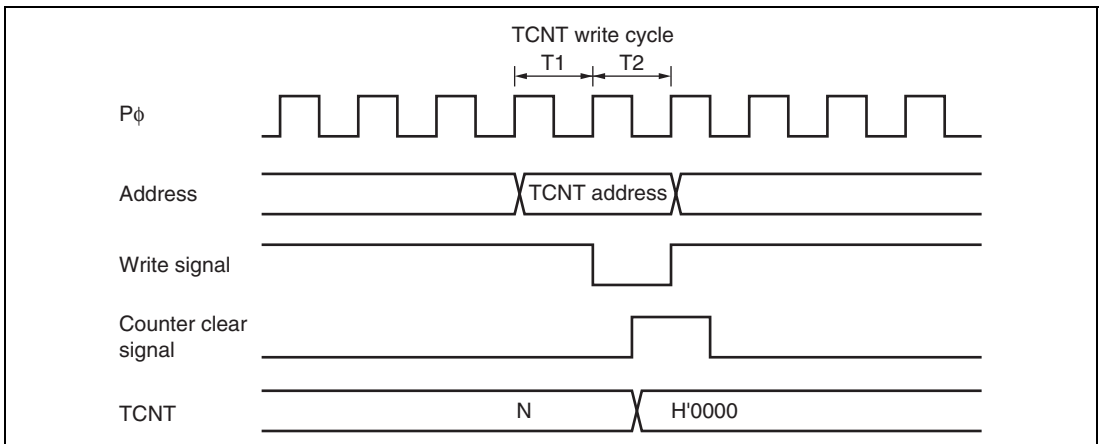 TCNT write cycle
T1 T2
Pϕ
Address
TCNT address
Write signal
Counter clear
signal
TCNT
N
H'0000